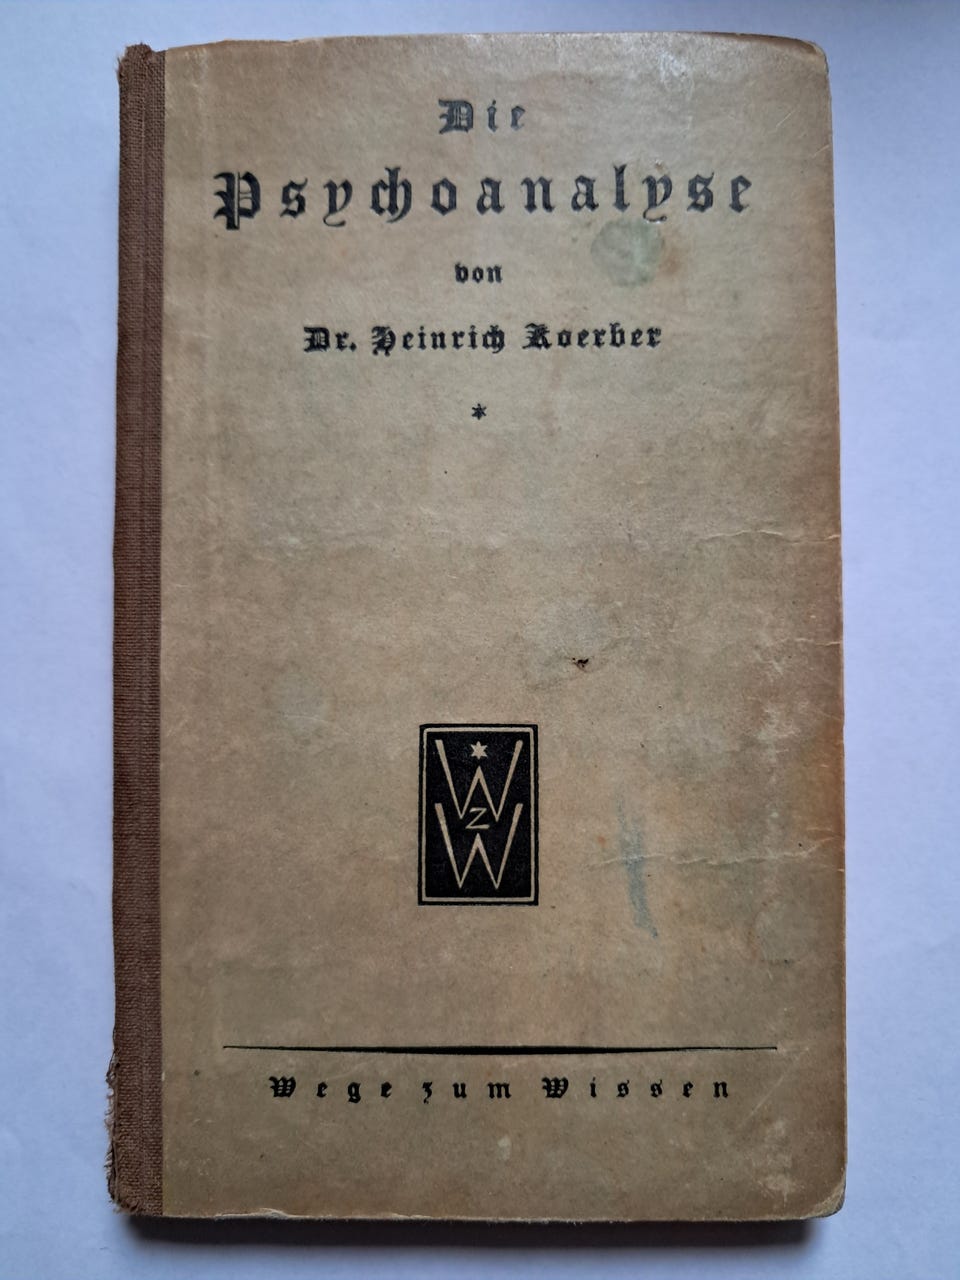 Die
Psychoanalyse
von
Dr. Heinrich Koerber
*
W
z
W
Wege zum Wissen